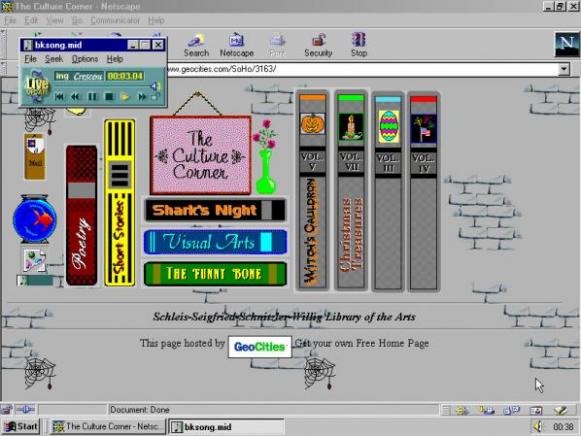 The Culture Corner - Netscape
File Edit View Go Communicator Help
bksong.mid
File Seek Options Help
Live
UPDATE
ing Crescen
00:03.04
Search Netscape Print Security Stop
N
www.geocities.com/SoHo/3163/
Mail
Poetry
Short Stories
The
Culture
Corner
Shark's Night
Visual Arts
The Funny Bone
VOL. V
Witch's Cauldron
VOL. VII
Christmas Treasures
VOL. III
VOL. IV
Schleis-Seigfried-Schnitzler-Willig Library of the Arts
This page hosted by GeoCities Get your own Free Home Page
Document: Done
Start The Culture Corner - Netsc... bksong.mid 00:38